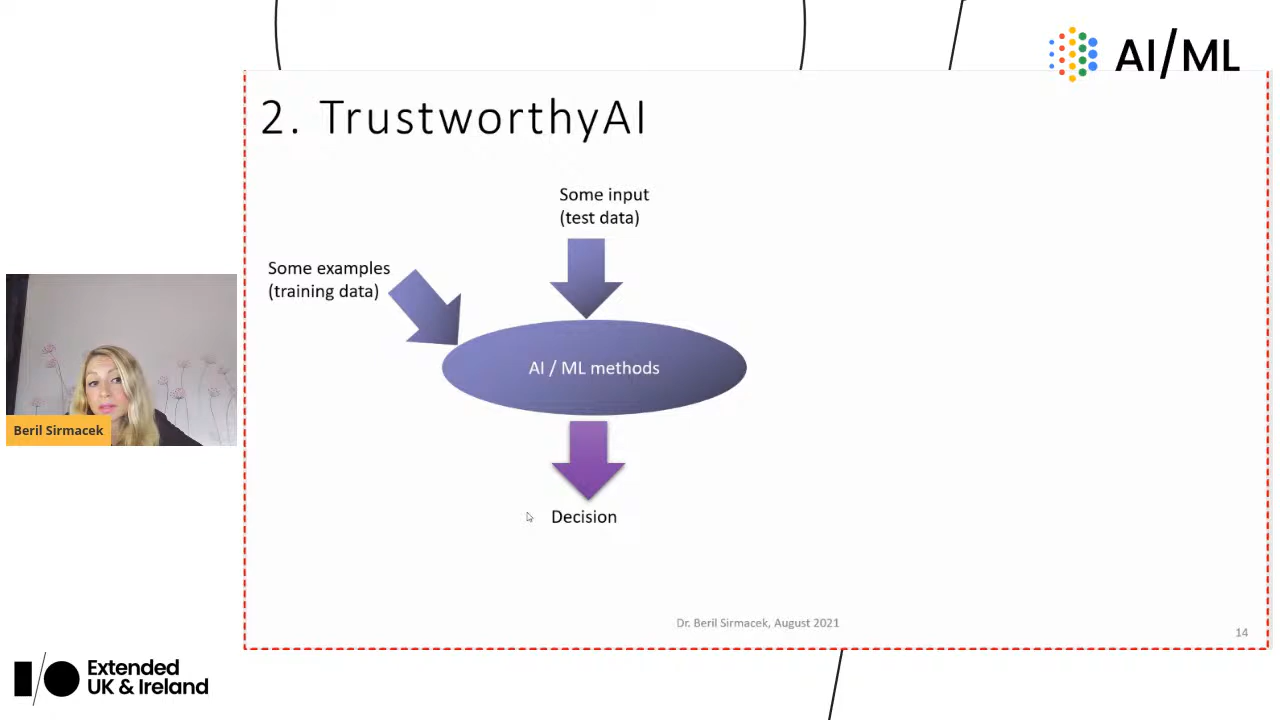 AI/ML
2. TrustworthyAI
Some input
(test data)
Some examples
(training data)
AI / ML methods
Beril Sirmacek
Decision
Dr. Beril Sirmacek, August 2021
14
I/O Extended
UK & Ireland